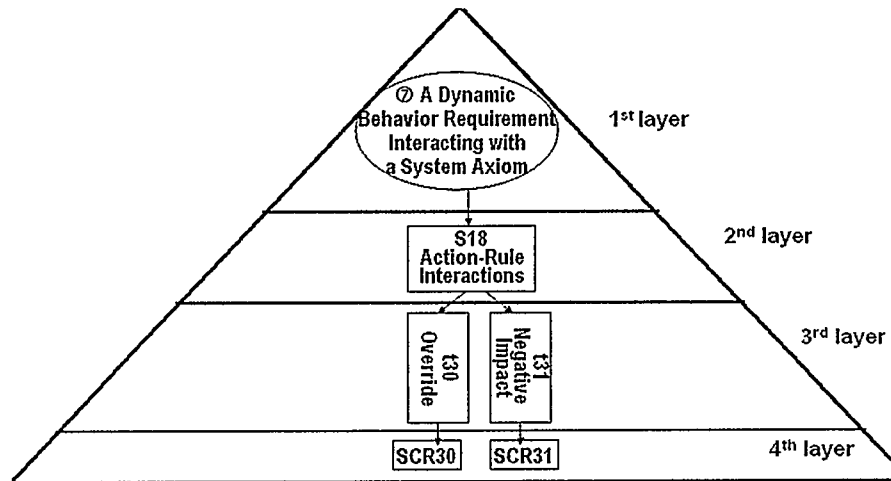 ⑦ A Dynamic
Behavior Requirement
Interacting with
a System Axiom
1st layer
S18
Action-Rule
Interactions
2nd layer
t30
Override
t31
Negative
Impact
3rd layer
SCR30
SCR31
4th layer